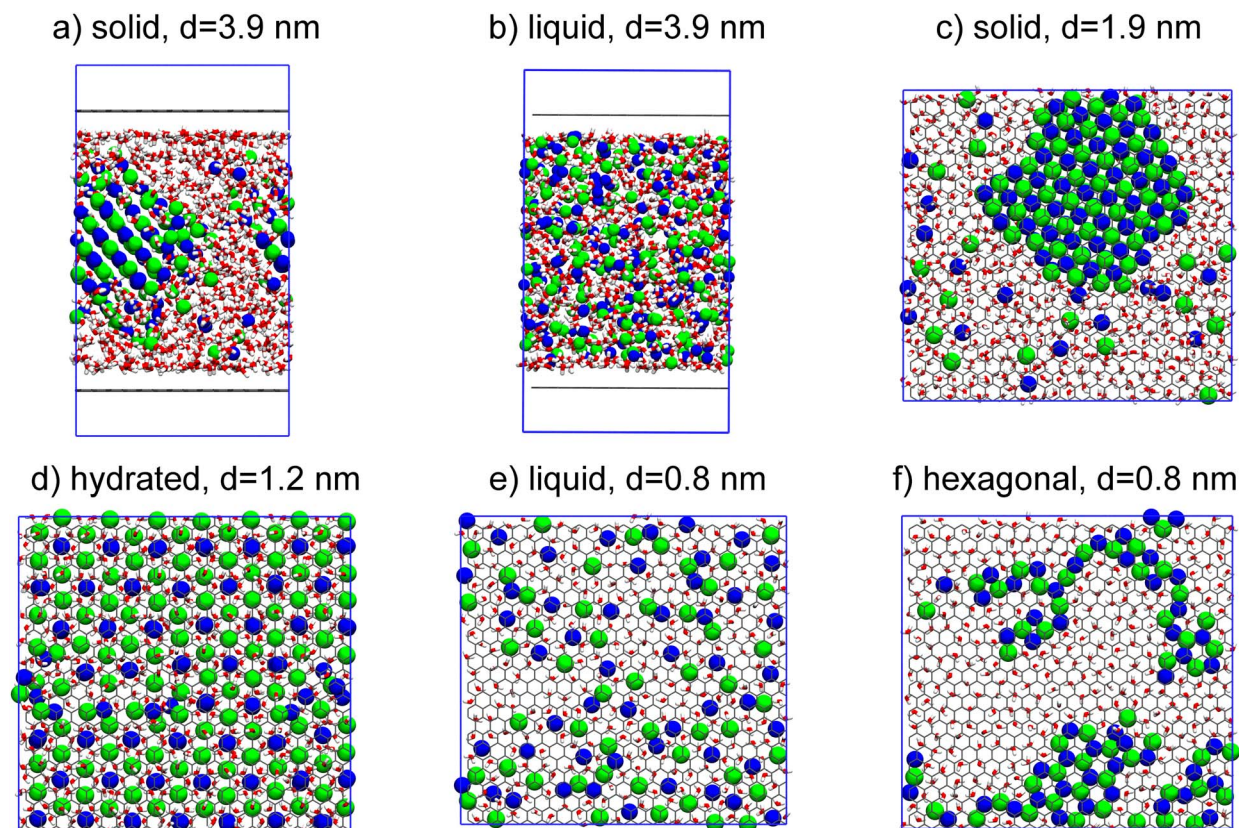 a) solid, d=3.9 nm
b) liquid, d=3.9 nm
c) solid, d=1.9 nm
d) hydrated, d=1.2 nm
e) liquid, d=0.8 nm
f) hexagonal, d=0.8 nm